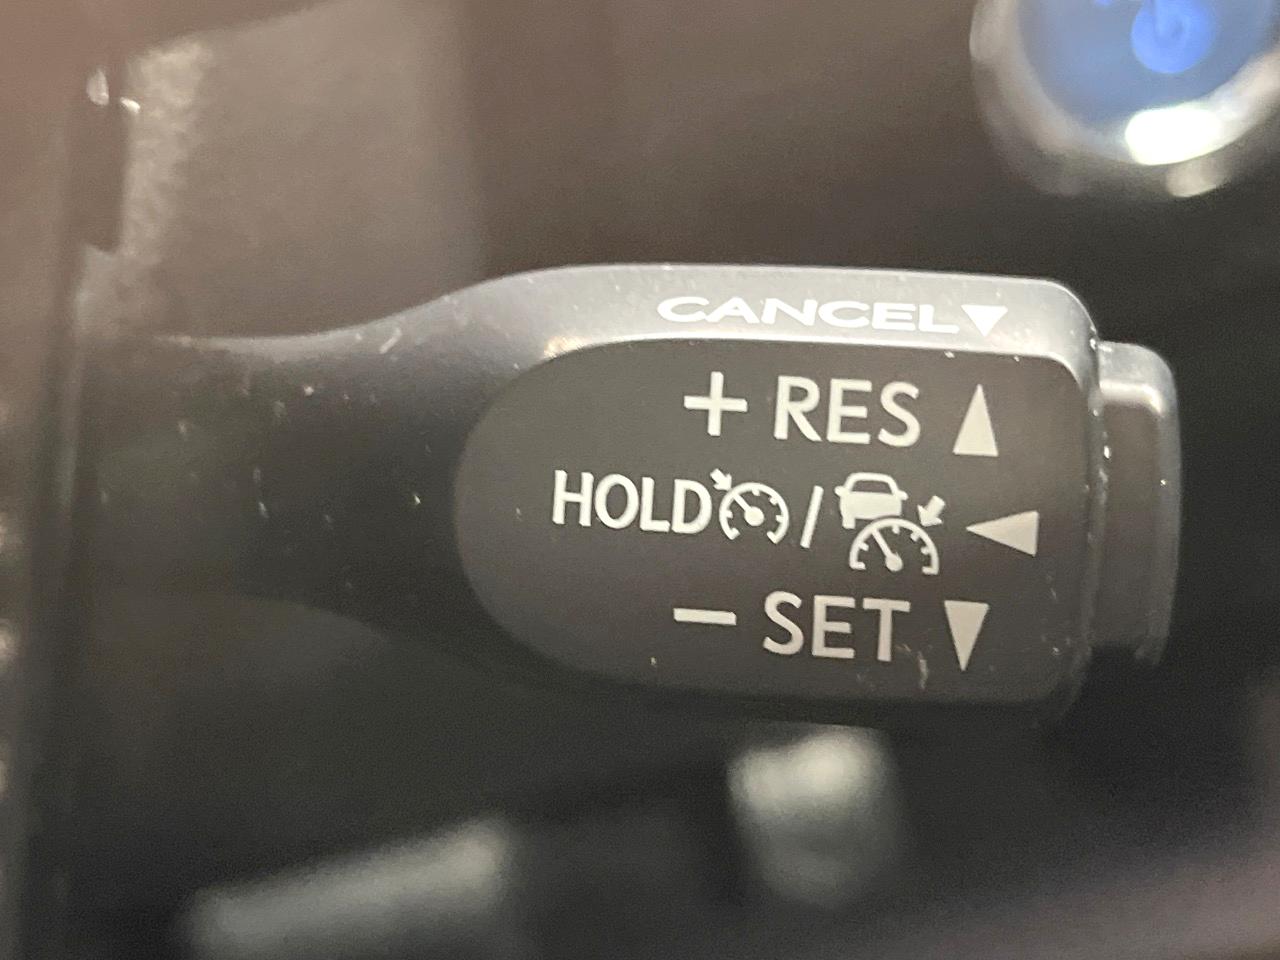 CANCEL▼
+ RES ▲
HOLD / ◀
− SET ▼